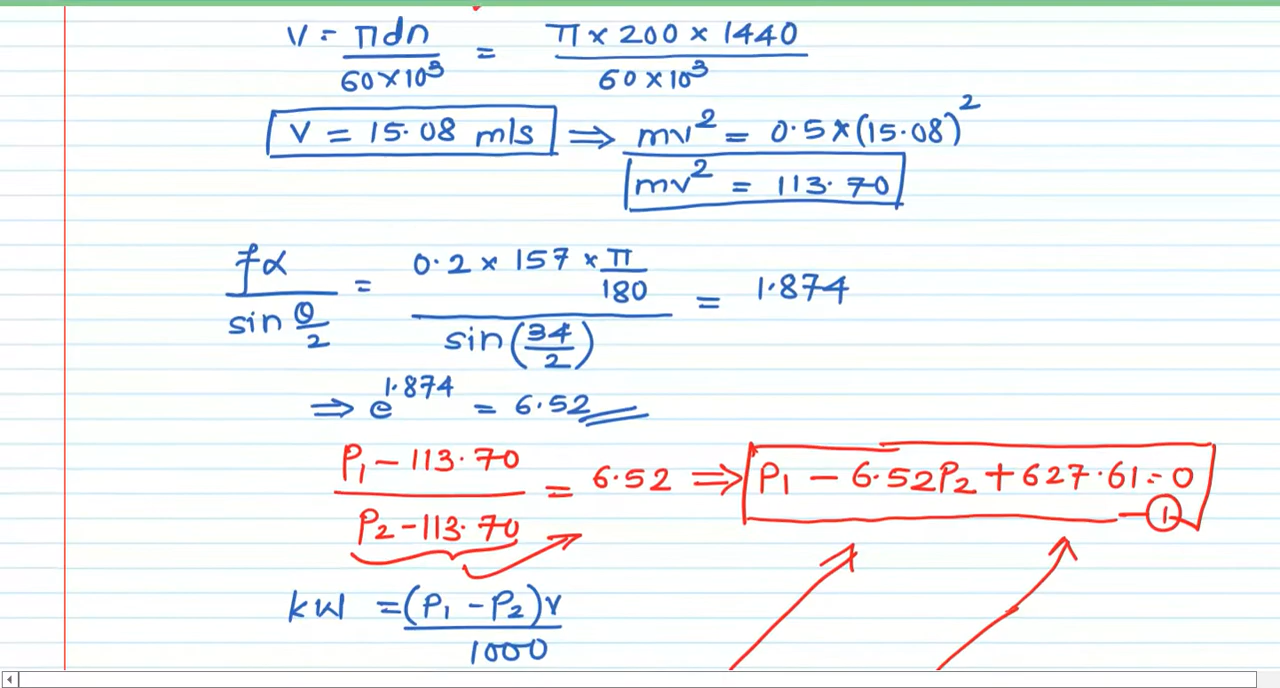 V = πdn / 60×10³ = π × 200 × 1440 / 60×10³
V = 15.08 m/s ⇒ mv² = 0.5×(15.08)²
mv² = 113.70
fα / sin θ/2 = 0.2 × 157 × π/180 / sin(34/2) = 1.874
⇒ e^1.874 = 6.52
P₁ − 113.70 / P₂ − 113.70 = 6.52 ⇒ P₁ − 6.52P₂ + 627.61 = 0
①
kW = (P₁ − P₂)V / 1000